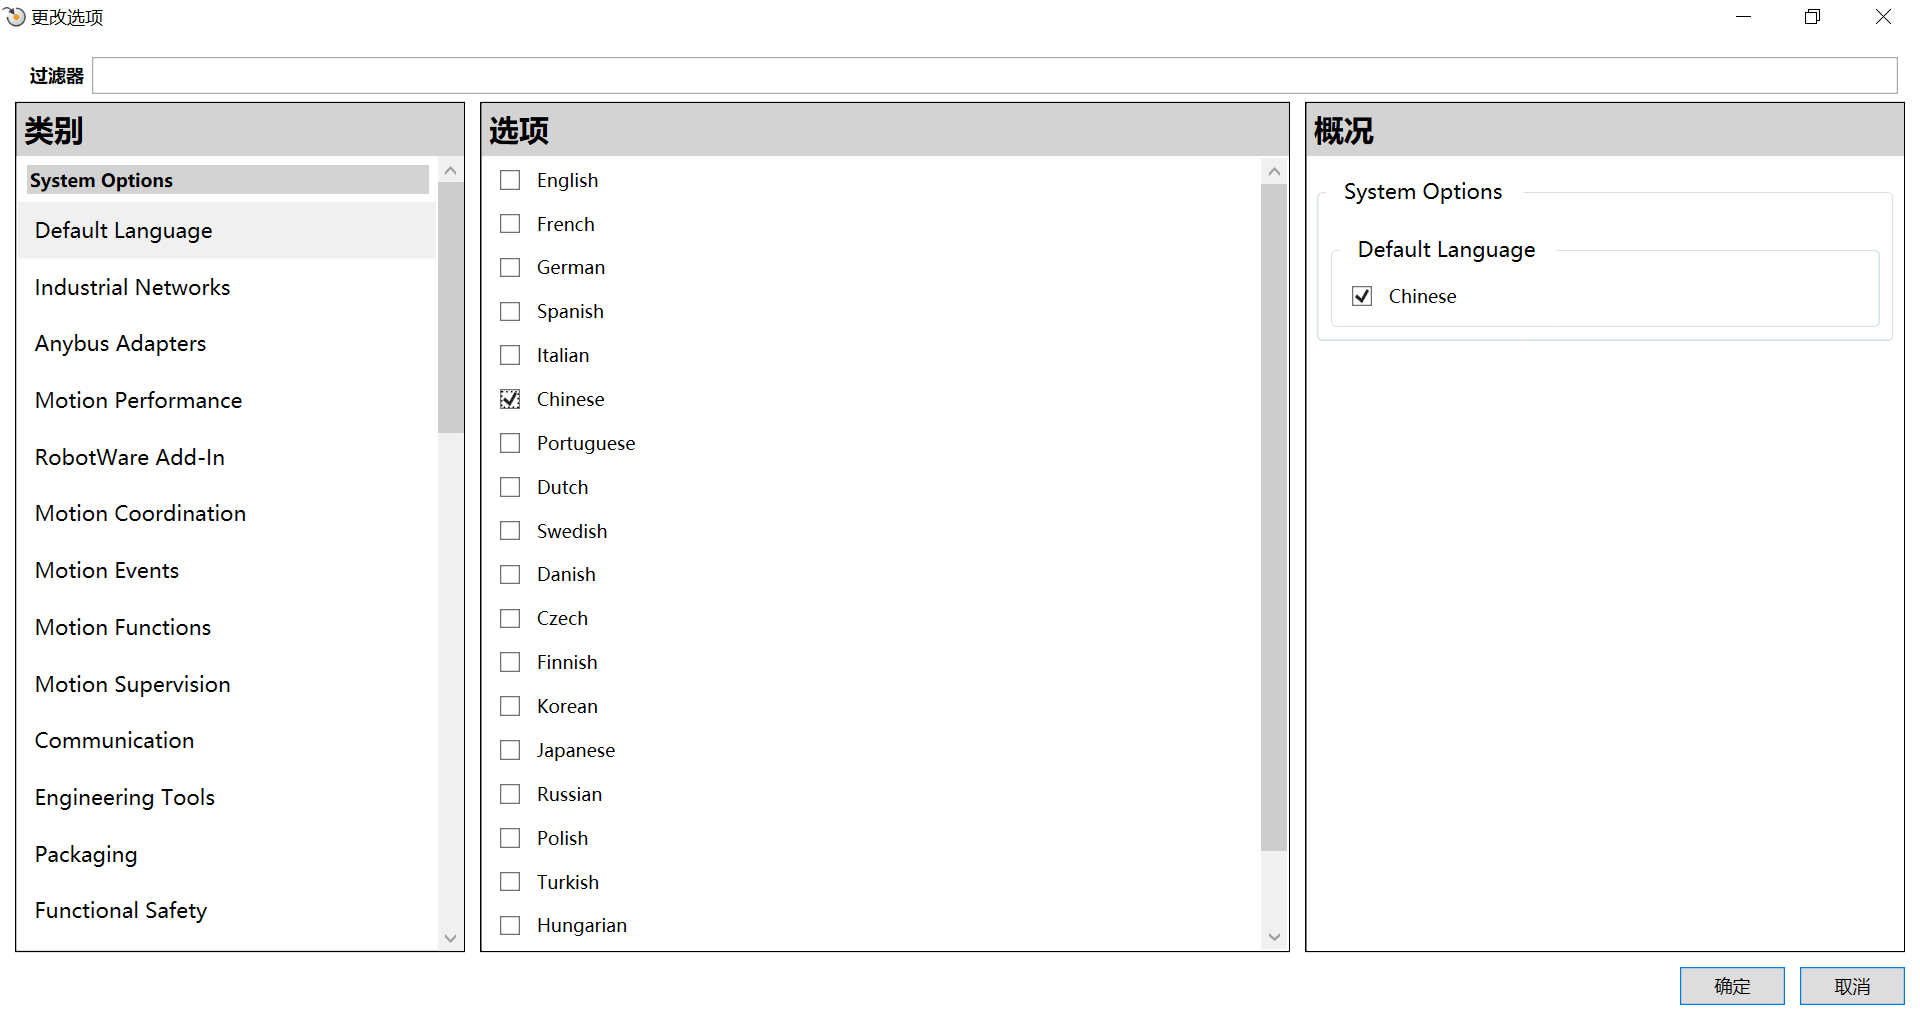 更改选项
过滤器
类别
System Options
Default Language
Industrial Networks
Anybus Adapters
Motion Performance
RobotWare Add-In
Motion Coordination
Motion Events
Motion Functions
Motion Supervision
Communication
Engineering Tools
Packaging
Functional Safety
选项
English
French
German
Spanish
Italian
Chinese
Portuguese
Dutch
Swedish
Danish
Czech
Finnish
Korean
Japanese
Russian
Polish
Turkish
Hungarian
概况
System Options
Default Language
Chinese
确定
取消